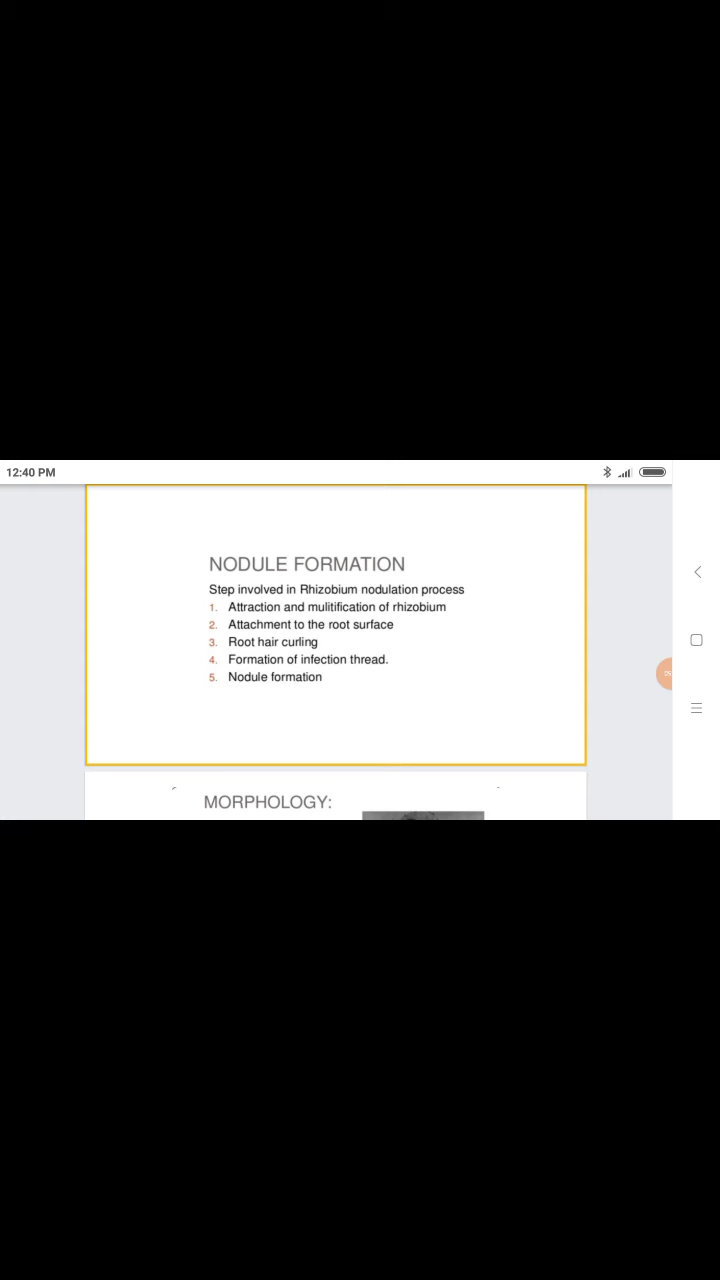 12:40 PM
NODULE FORMATION
Step involved in Rhizobium nodulation process
1. Attraction and mulitification of rhizobium
2. Attachment to the root surface
3. Root hair curling
4. Formation of infection thread.
5. Nodule formation
MORPHOLOGY: